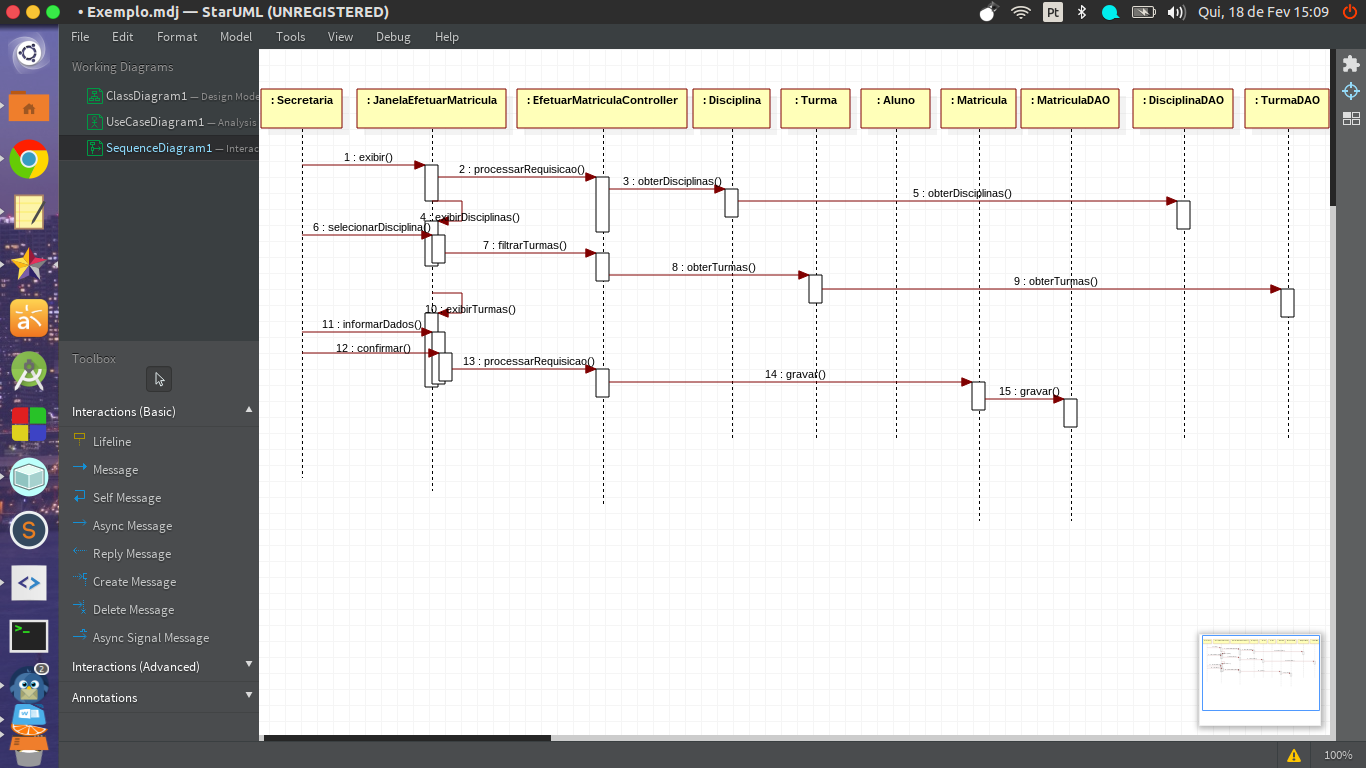 • Exemplo.mdj — StarUML (UNREGISTERED)
Pt
Qui, 18 de Fev 15:09
File Edit Format Model Tools View Debug Help
Working Diagrams
ClassDiagram1 — Design Mode
UseCaseDiagram1 — Analysis
SequenceDiagram1 — Interac
: Secretaria
: JanelaEfetuarMatricula
: EfetuarMatriculaController
: Disciplina
: Turma
: Aluno
: Matricula
: MatriculaDAO
: DisciplinaDAO
: TurmaDAO
1 : exibir()
2 : processarRequisicao()
3 : obterDisciplinas()
5 : obterDisciplinas()
4 : exibirDisciplinas()
6 : selecionarDisciplina()
7 : filtrarTurmas()
8 : obterTurmas()
9 : obterTurmas()
10 : exibirTurmas()
11 : informarDados()
12 : confirmar()
13 : processarRequisicao()
14 : gravar()
15 : gravar()
Toolbox
Interactions (Basic)
Lifeline
Message
Self Message
Async Message
Reply Message
Create Message
Delete Message
Async Signal Message
Interactions (Advanced)
Annotations
S
<>
>_
2
W
100%